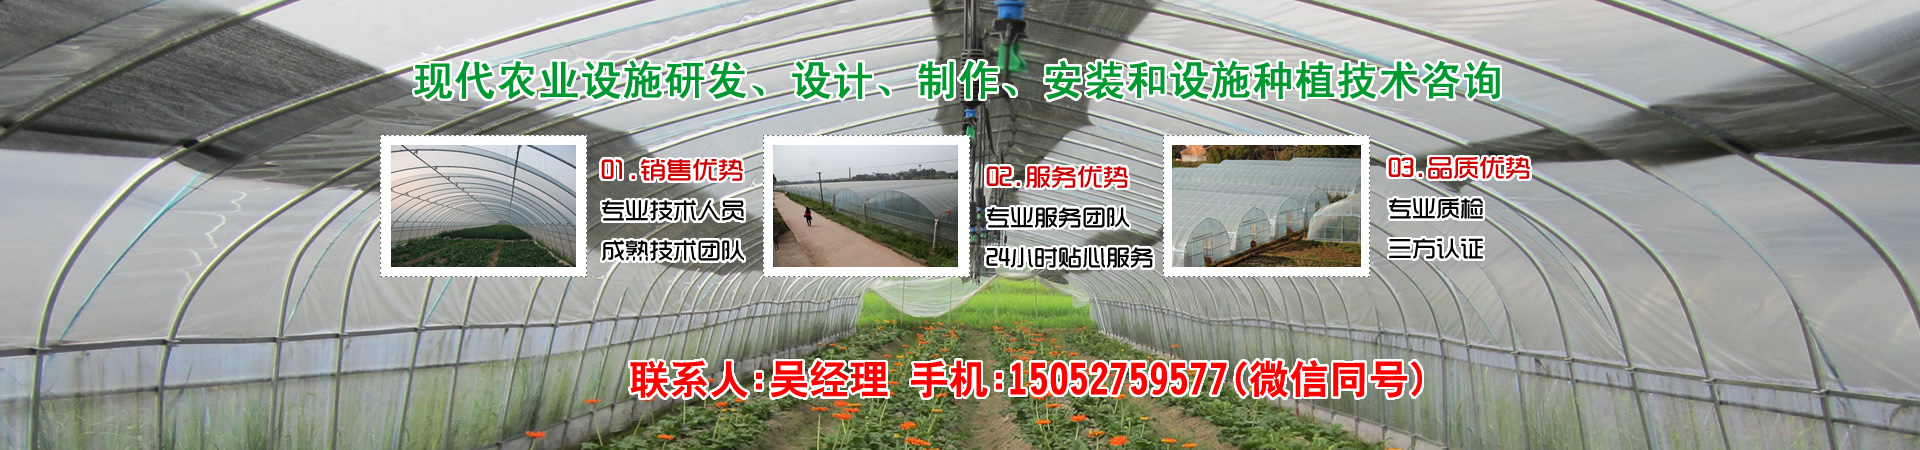 现代农业设施研发、设计、制作、安装和设施种植技术咨询
01.销售优势
专业技术人员
成熟技术团队
02.服务优势
专业服务团队
24小时贴心服务
03.品质优势
专业质检
三方认证
联系人:吴经理 手机:15052759577(微信同号)